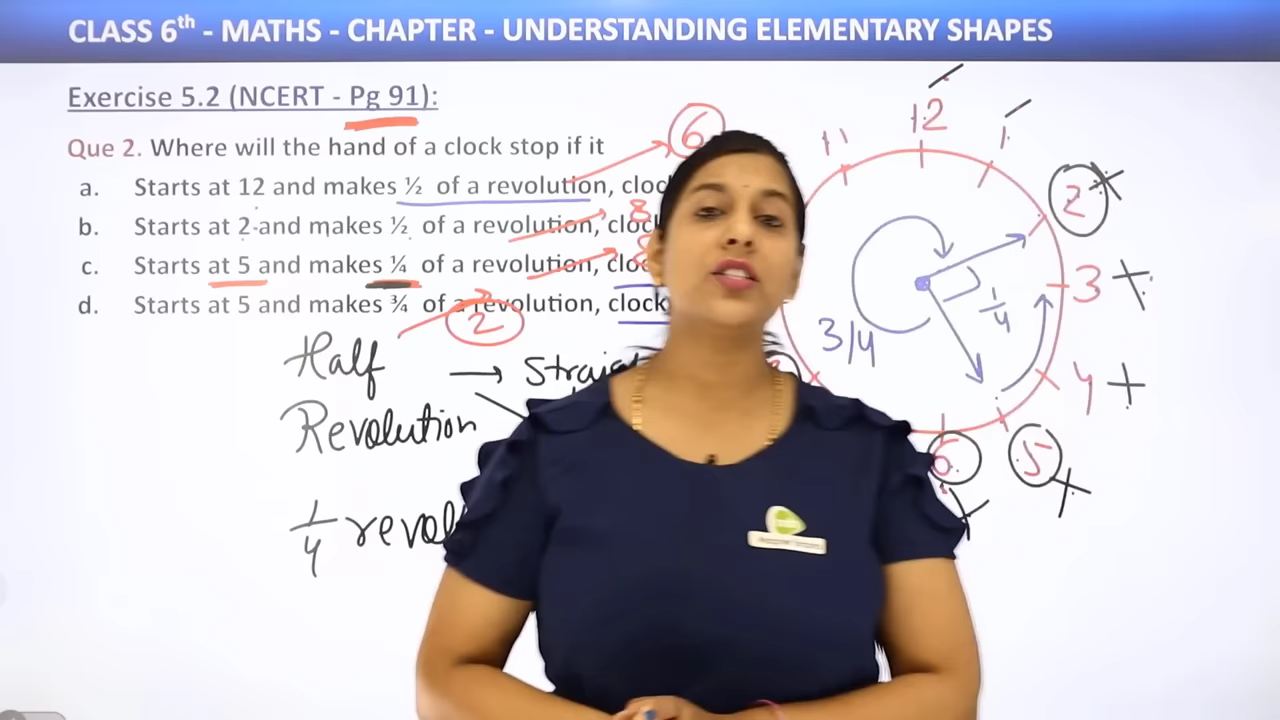 CLASS 6th - MATHS - CHAPTER - UNDERSTANDING ELEMENTARY SHAPES
Exercise 5.2 (NCERT - Pg 91):
Que 2. Where will the hand of a clock stop if it
a. Starts at 12 and makes ½ of a revolution,
6
b. Starts at 2 and makes ½ of a revolution,
8
c. Starts at 5 and makes ¼ of a revolution,
8
d. Starts at 5 and makes ¾ of a revolution, clock
2
Half
Revolution
1/4
11
12
1
2
3
4
5
6
3/4
1/4